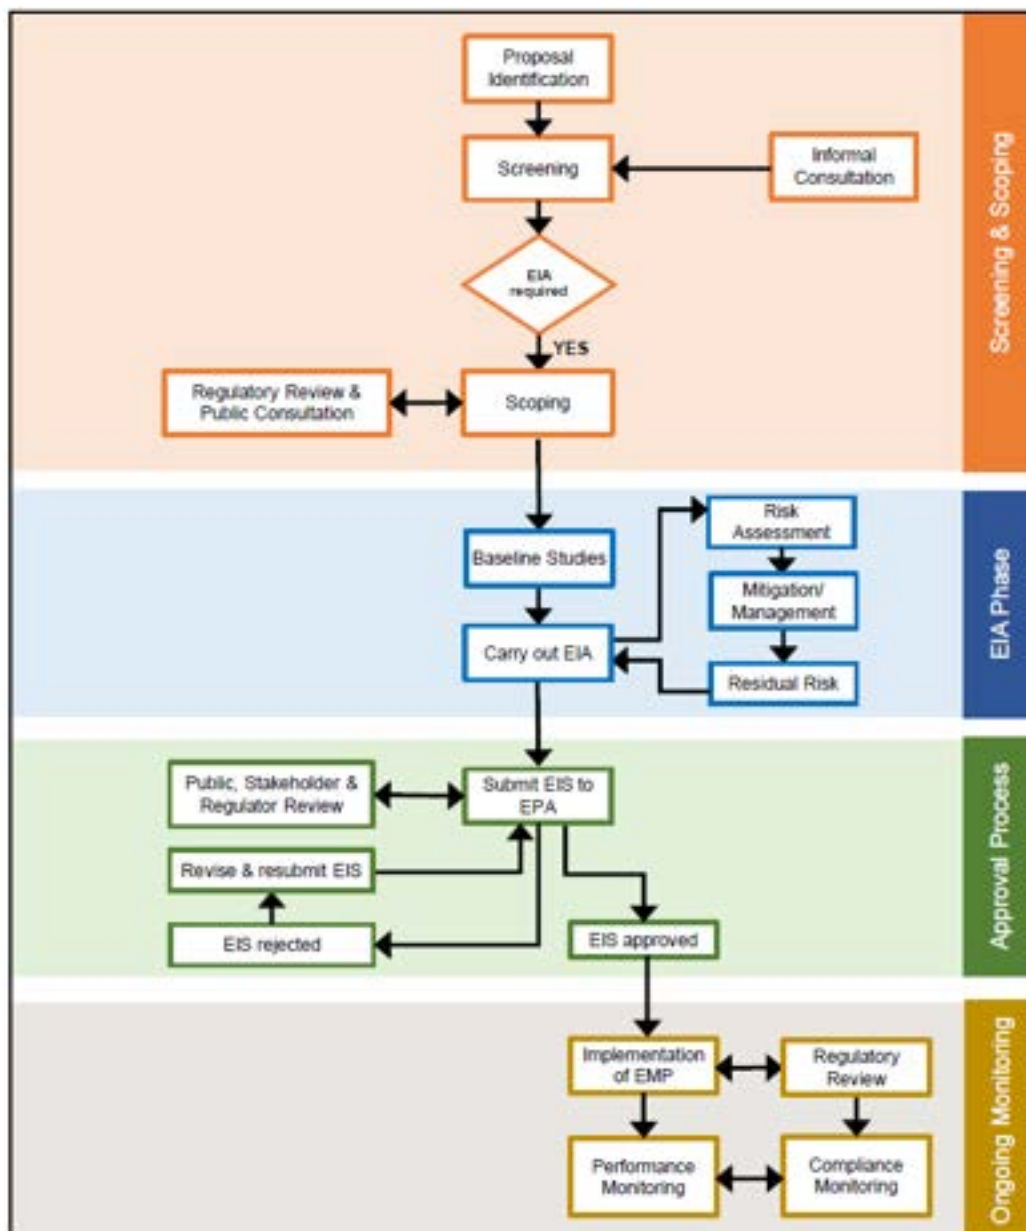 Proposal
Identification
Screening
Informal
Consultation
EIA
required
YES
Regulatory Review &
Public Consultation
Scoping
Screening & Scoping
Baseline Studies
Risk
Assessment
Mitigation/
Management
Carry out EIA
Residual Risk
EIA Phase
Public, Stakeholder &
Regulator Review
Submit EIS to
EPA
Revise & resubmit EIS
EIS rejected
EIS approved
Approval Process
Implementation
of EMP
Regulatory
Review
Performance
Monitoring
Compliance
Monitoring
Ongoing Monitoring